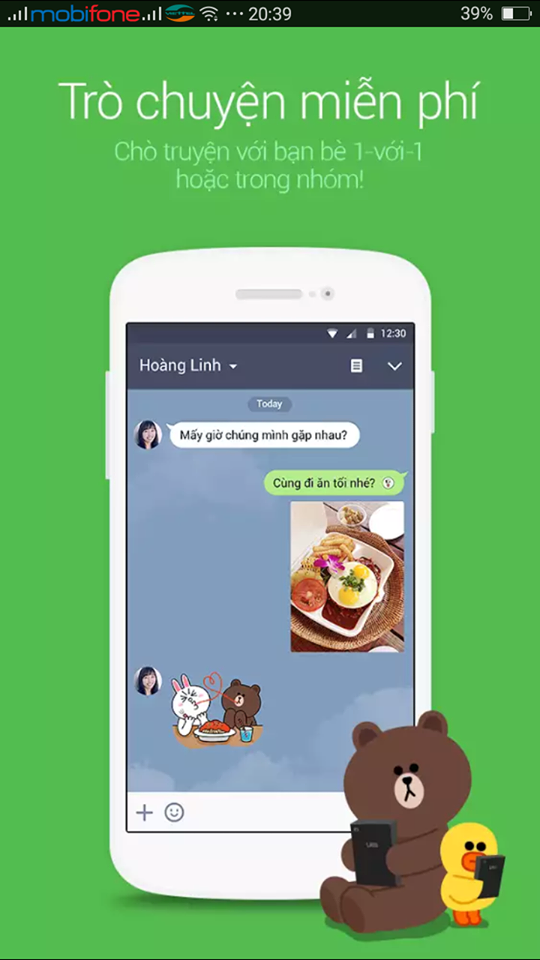 mobifone VIETTEL ... 20:39 39%
Trò chuyện miễn phí
Chò truyện với bạn bè 1-với-1
hoặc trong nhóm!
12:30
Hoàng Linh
Today
Mấy giờ chúng mình gặp nhau?
Cùng đi ăn tối nhé?